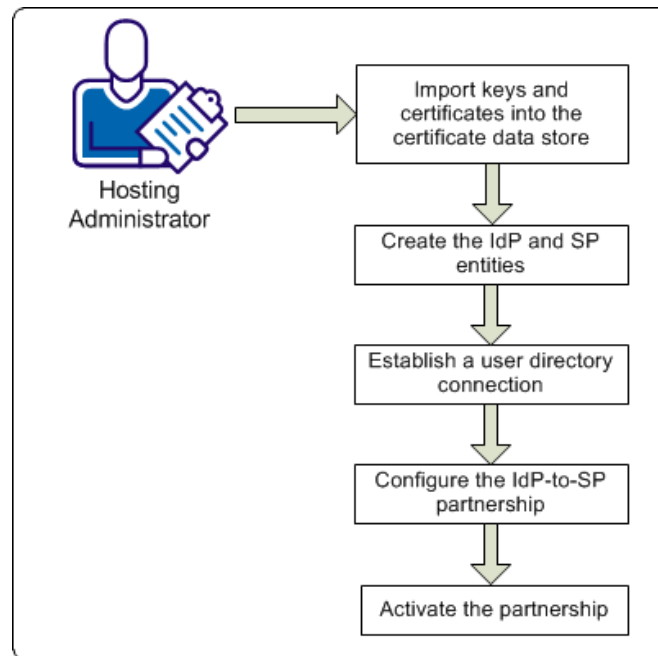 Hosting
Administrator
Import keys and
certificates into the
certificate data store
Create the IdP and SP
entities
Establish a user directory
connection
Configure the IdP-to-SP
partnership
Activate the partnership